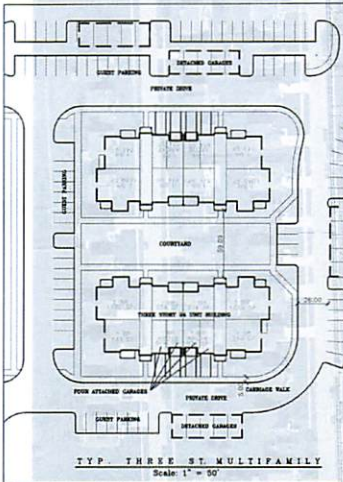 DETACHED GARAGES
GUEST PARKING
PRIVATE DRIVE
GUEST PARKING
COURTYARD
THREE STORY 24 UNIT BUILDING
26.00
FOUR ATTACHED GARAGES
CARRIAGE WALK
PRIVATE DRIVE
GUEST PARKING
DETACHED GARAGES
TYP. THREE ST. MULTIFAMILY
Scale: 1" = 50'